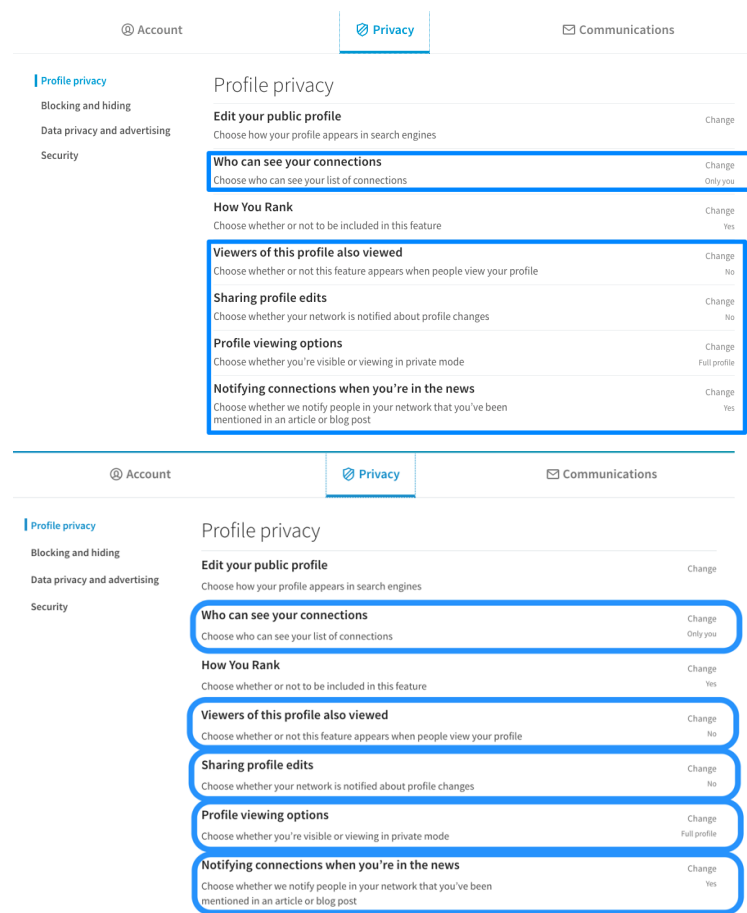 Account Privacy Communications
Profile privacy
Blocking and hiding
Data privacy and advertising
Security
Profile privacy
Edit your public profile
Change
Choose how your profile appears in search engines
Who can see your connections
Change
Choose who can see your list of connections
Only you
How You Rank
Change
Choose whether or not to be included in this feature
Yes
Viewers of this profile also viewed
Change
Choose whether or not this feature appears when people view your profile
No
Sharing profile edits
Change
Choose whether your network is notified about profile changes
No
Profile viewing options
Change
Choose whether you're visible or viewing in private mode
Full profile
Notifying connections when you're in the news
Change
Choose whether we notify people in your network that you've been
Yes
mentioned in an article or blog post
Account Privacy Communications
Profile privacy
Blocking and hiding
Data privacy and advertising
Security
Profile privacy
Edit your public profile
Change
Choose how your profile appears in search engines
Who can see your connections
Change
Choose who can see your list of connections
Only you
How You Rank
Change
Choose whether or not to be included in this feature
Yes
Viewers of this profile also viewed
Change
Choose whether or not this feature appears when people view your profile
No
Sharing profile edits
Change
Choose whether your network is notified about profile changes
No
Profile viewing options
Change
Choose whether you're visible or viewing in private mode
Full profile
Notifying connections when you're in the news
Change
Choose whether we notify people in your network that you've been
Yes
mentioned in an article or blog post